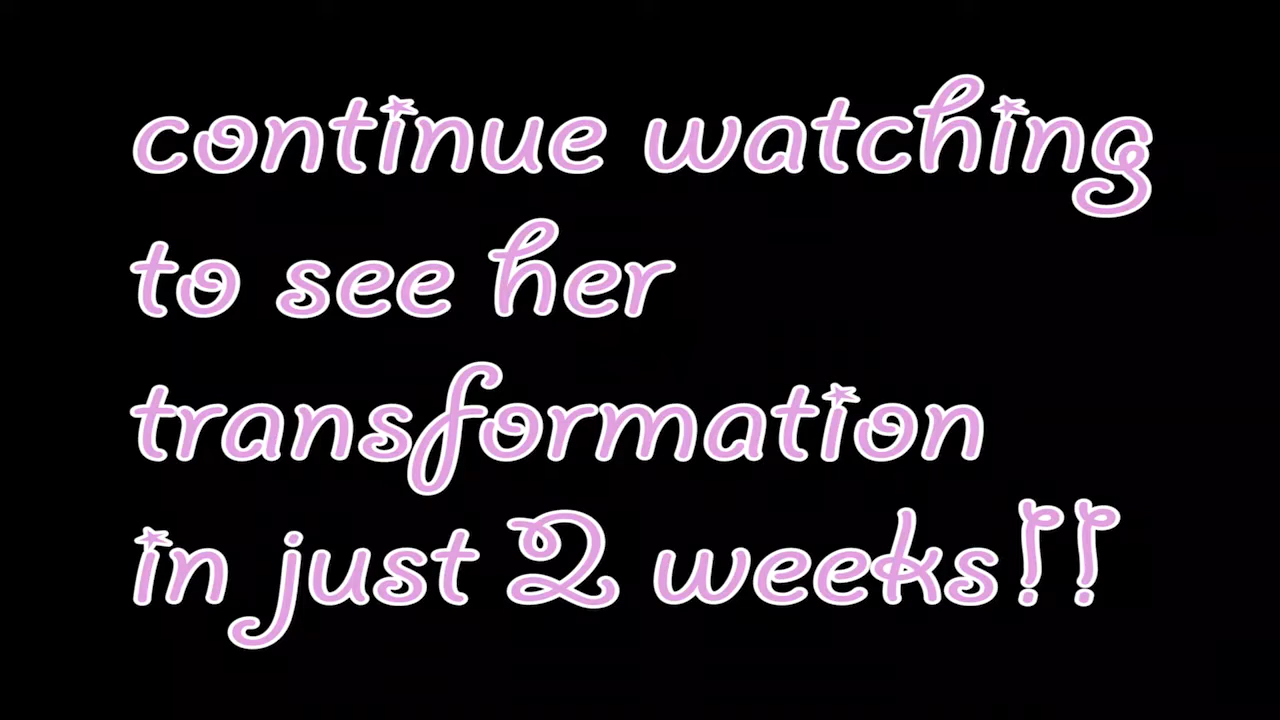 continue watching
to see her
transformation
in just 2 weeks!!